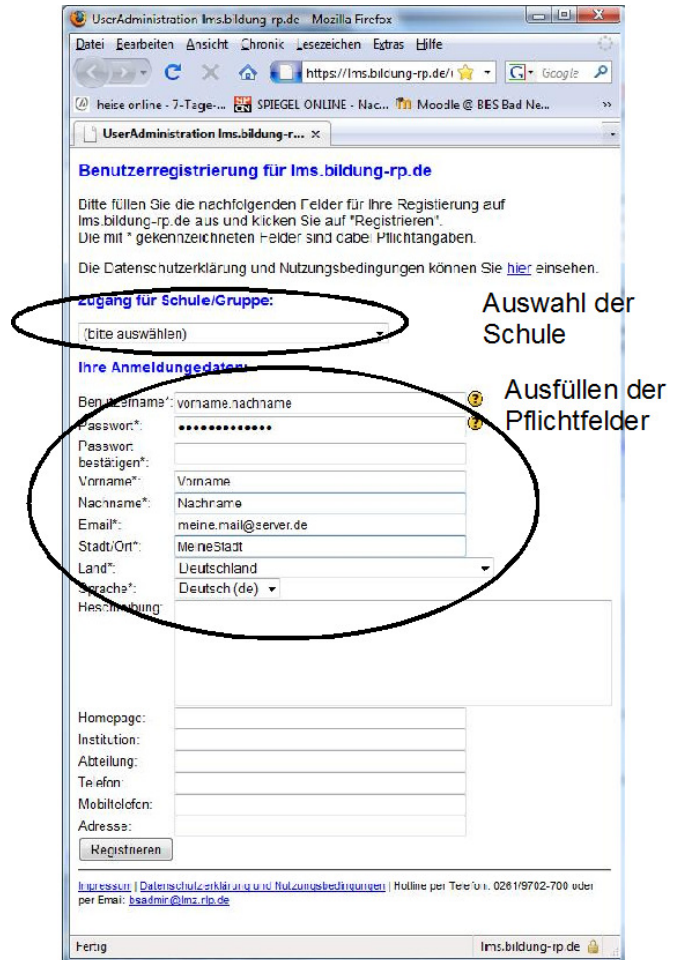 UserAdministration lms.bildung-rp.de - Mozilla Firefox
Datei Bearbeiten Ansicht Chronik Lesezeichen Extras Hilfe
https://lms.bildung-rp.de/ Google
heise online - 7-Tage-... SPIEGEL ONLINE - Nac... Moodle @ BES Bad Ne... »
UserAdministration lms.bildung-r...
Benutzerregistrierung für lms.bildung-rp.de
Bitte füllen Sie die nachfolgenden Felder für Ihre Registierung auf
lms.bildung-rp.de aus und klicken Sie auf "Registrieren".
Die mit * gekennzeichneten Felder sind dabei Pflichtangaben.
Die Datenschutzerklärung und Nutzungsbedingungen können Sie hier einsehen.
Zugang für Schule/Gruppe:
(bitte auswählen)
Auswahl der
Schule
Ihre Anmeldungedaten:
Ausfüllen der
Pflichtfelder
Benutzername*: vorname.nachname
Passwort*: •••••••••••••
Passwort
bestätigen*:
Vorname*: Vorname
Nachname*: Nachname
Email*: meine.mail@server.de
Stadt/Ort*: MeineStadt
Land*: Deutschland
Sprache*: Deutsch (de)
Beschreibung:
Homepage:
Institution:
Abteilung:
Telefon:
Mobiltelefon:
Adresse:
Registrieren
Impressum | Datenschutzerklärung und Nutzungsbedingungen | Hotline per Telefon: 0261/9702-700 oder
per Email: bsadmin@lmz.rlp.de
Fertig lms.bildung-rp.de